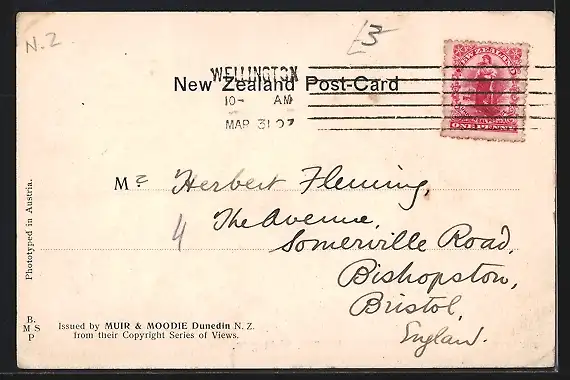 N.Z
£3
WELLINGTON
New Zealand Post-Card
10- AM
MAR 31 07
ONE PENNY
Mr Herbert Fleming,
4 The Avenue,
Somerville Road,
Bishopston,
Bristol,
England.
Phototyped in Austria.
B.
M S
P
Issued by MUIR & MOODIE Dunedin N. Z.
from their Copyright Series of Views.